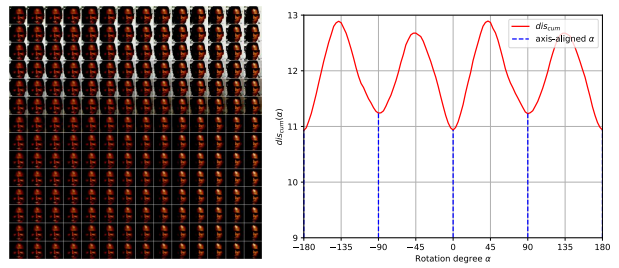 13
12
11
10
9
dis_cum(α)
dis_cum
axis-aligned α
−180 −135 −90 −45 0 45 90 135 180
Rotation degree α